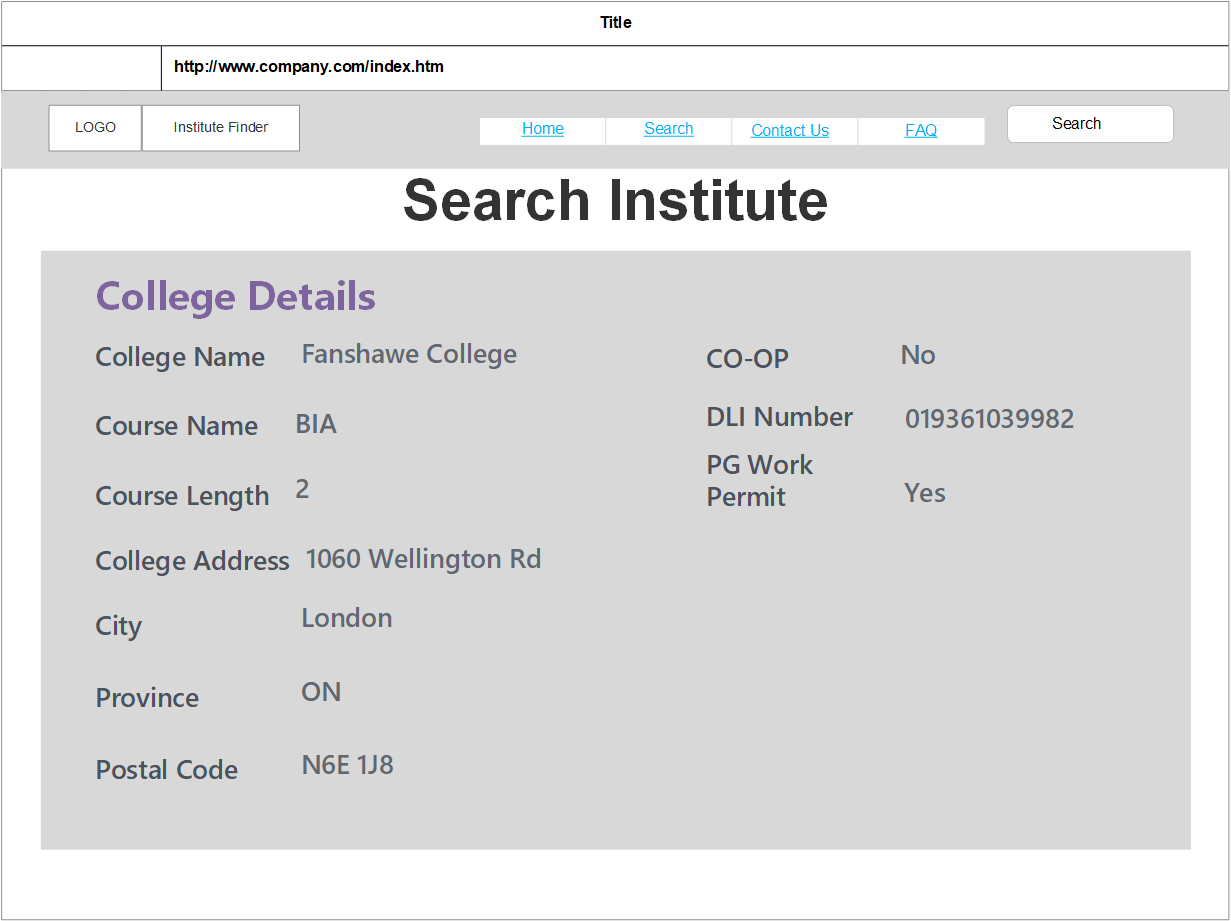 Title
http://www.company.com/index.htm
LOGO Institute Finder Home Search Contact Us FAQ Search
Search Institute
College Details
College Name Fanshawe College CO-OP No
Course Name BIA DLI Number 019361039982
Course Length 2 PG Work
Permit Yes
College Address 1060 Wellington Rd
City London
Province ON
Postal Code N6E 1J8